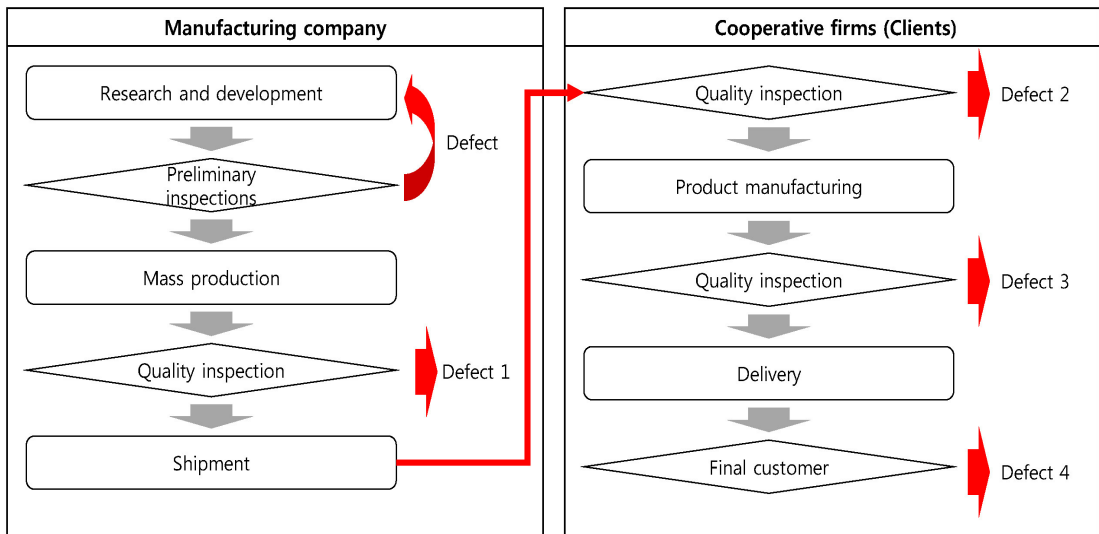 Manufacturing company
Research and development
Defect
Preliminary
inspections
Mass production
Quality inspection
Defect 1
Shipment
Cooperative firms (Clients)
Quality inspection
Defect 2
Product manufacturing
Quality inspection
Defect 3
Delivery
Final customer
Defect 4